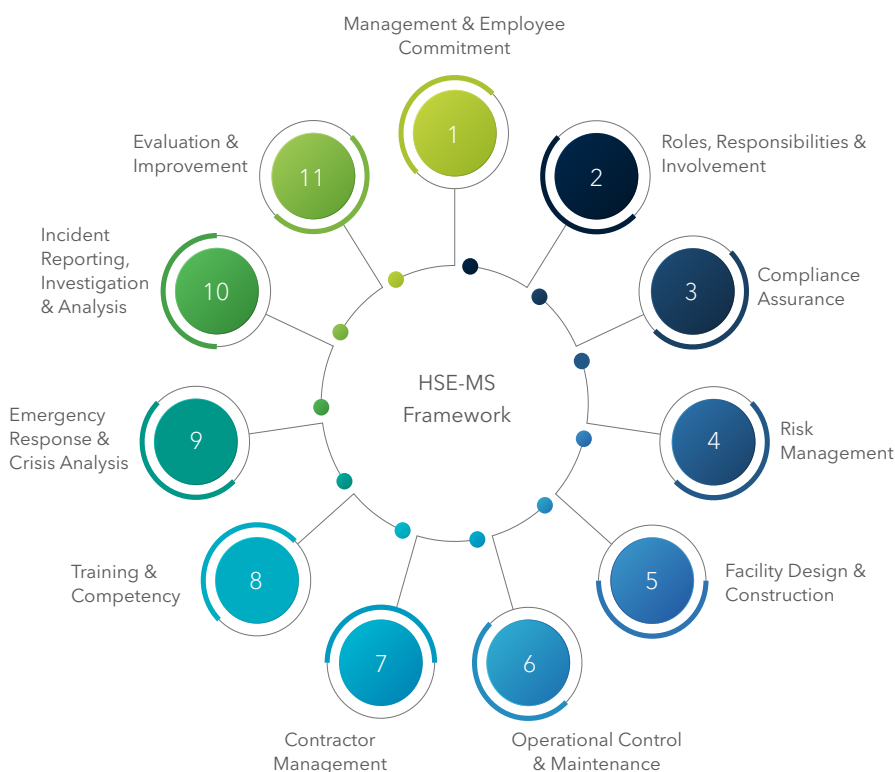 Management & Employee
Commitment
1
Roles, Responsibilities &
Involvement
2
Compliance
Assurance
3
Risk
Management
4
Facility Design &
Construction
5
Operational Control
& Maintenance
6
Contractor
Management
7
Training &
Competency
8
Emergency
Response &
Crisis Analysis
9
Incident
Reporting,
Investigation
& Analysis
10
Evaluation &
Improvement
11
HSE-MS
Framework